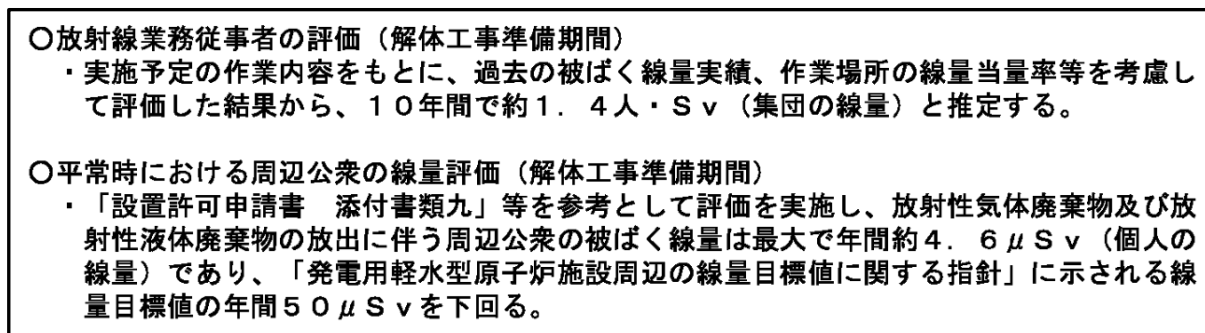 ○放射線業務従事者の評価（解体工事準備期間）
・実施予定の作業内容をもとに、過去の被ばく線量実績、作業場所の線量当量率等を考慮し
て評価した結果から、１０年間で約１．４人・Ｓｖ（集団の線量）と推定する。
○平常時における周辺公衆の線量評価（解体工事準備期間）
・「設置許可申請書　添付書類九」等を参考として評価を実施し、放射性気体廃棄物及び放
射性液体廃棄物の放出に伴う周辺公衆の被ばく線量は最大で年間約４．６μＳｖ（個人の
線量）であり、「発電用軽水型原子炉施設周辺の線量目標値に関する指針」に示される線
量目標値の年間５０μＳｖを下回る。